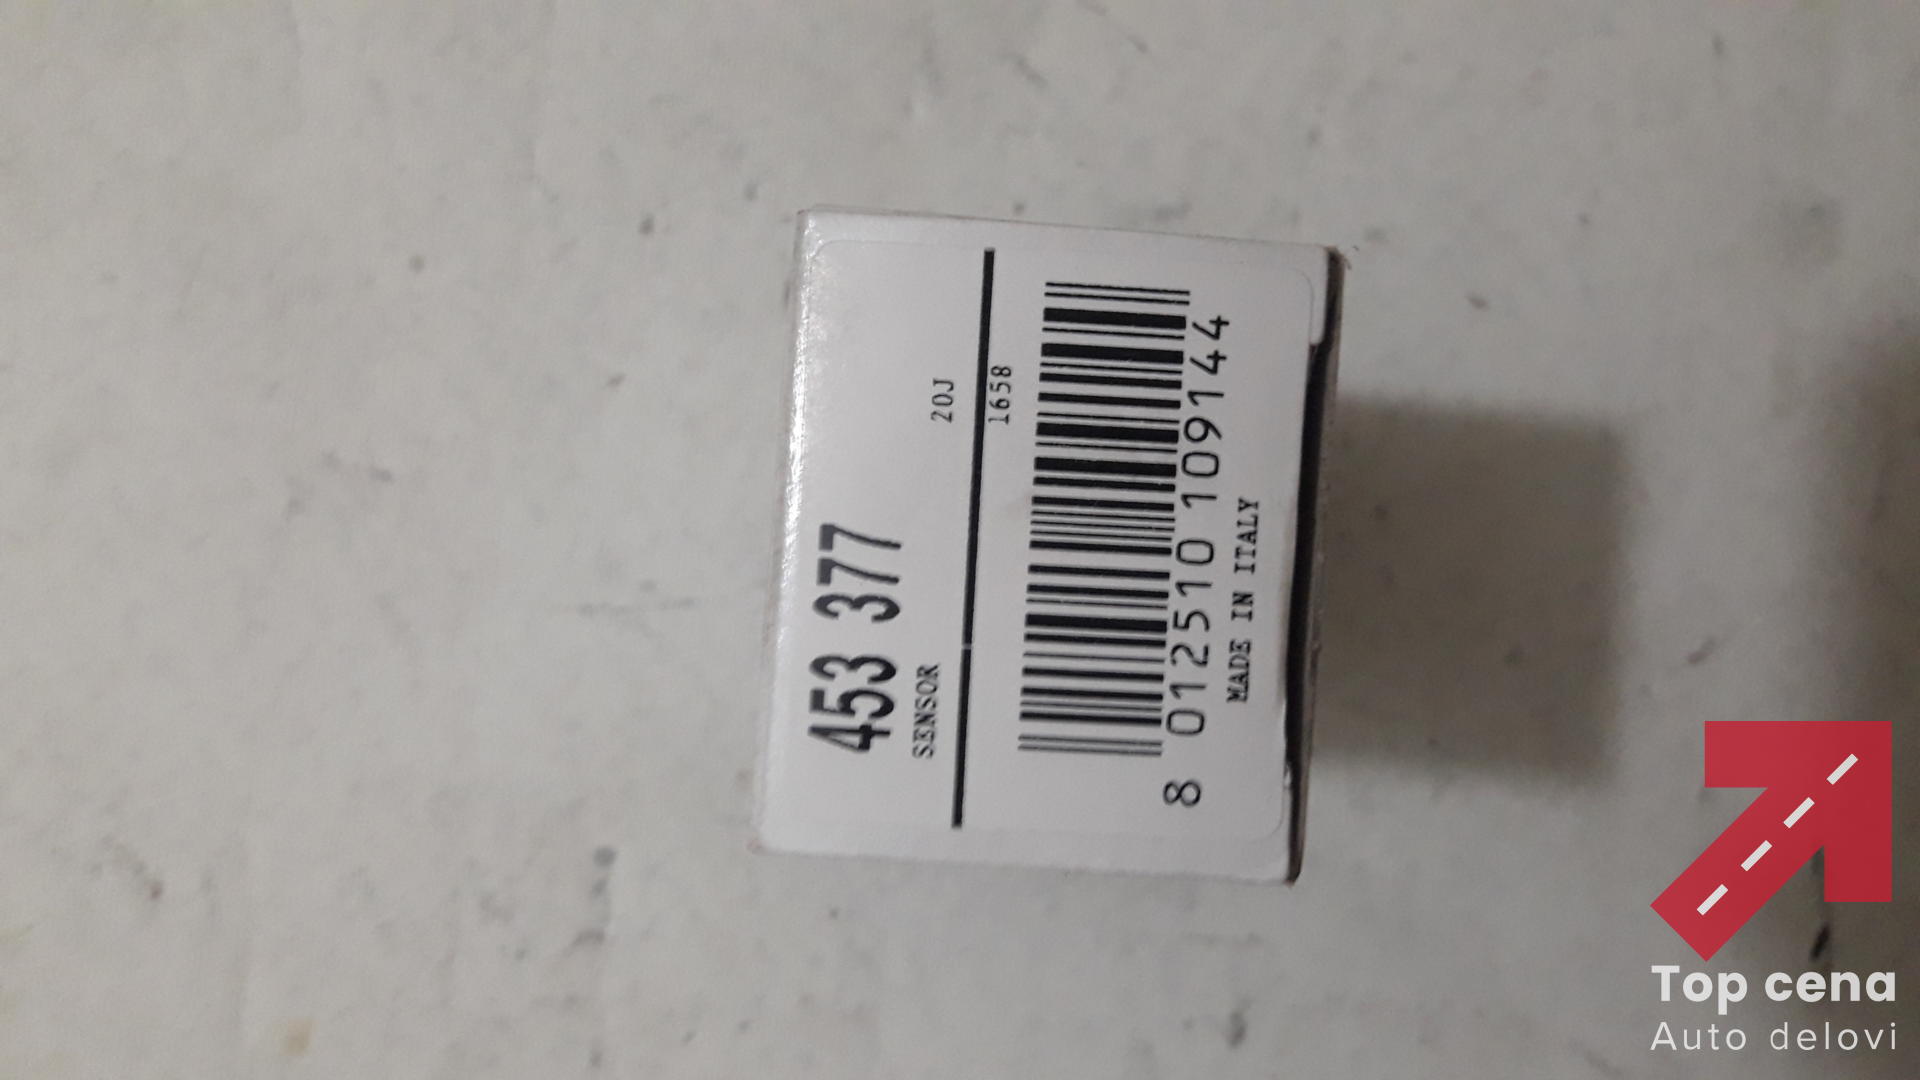 453 377
SENSOR
20J
1658
8 012510 109144
MADE IN ITALY
Top cena
Auto delovi